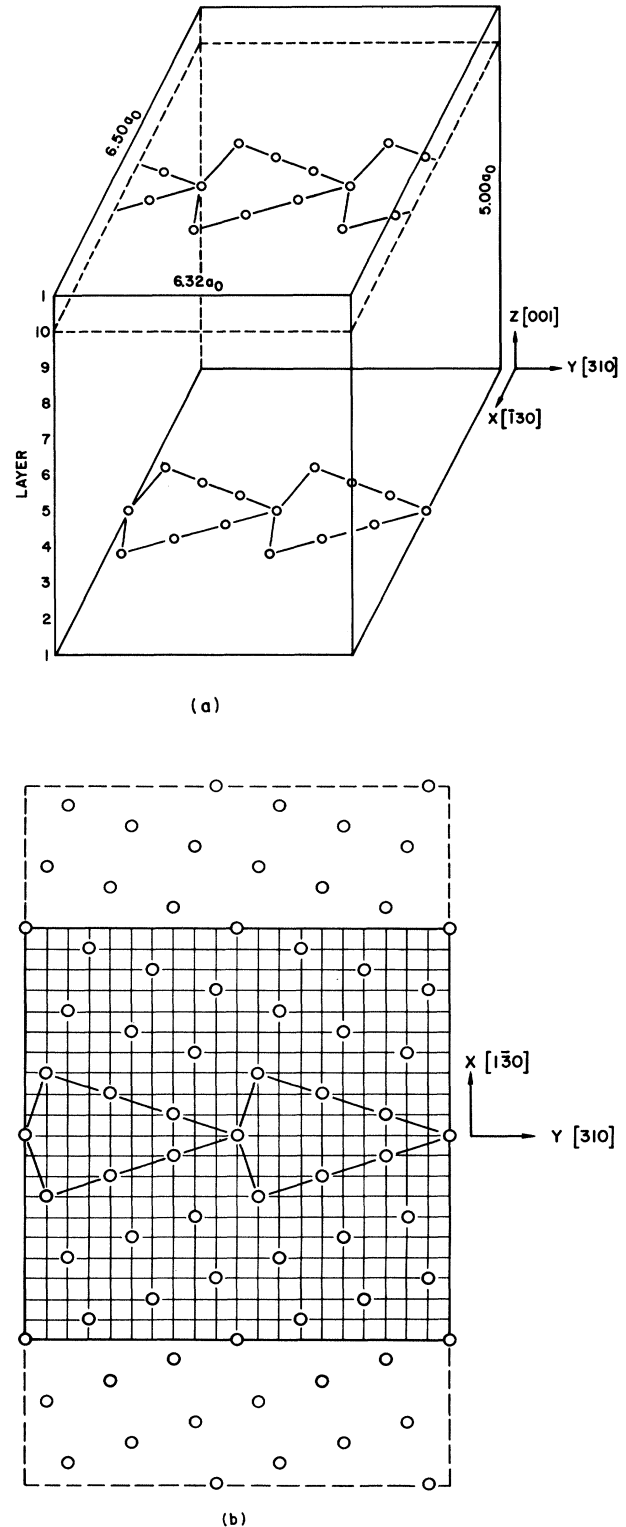 6.50a₀
5.00a₀
6.32a₀
1
10
9
8
7
6
5
4
3
2
1
LAYER
Z [001]
Y [310]
X [1̄30]
(a)
X [13̄0]
Y [310]
(b)